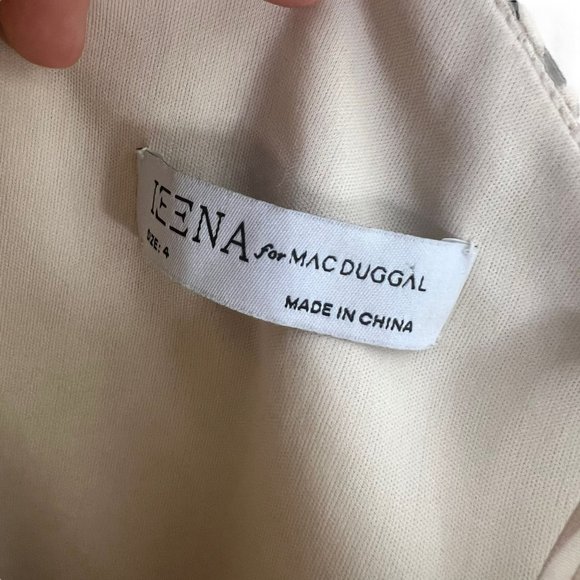 IEENA for MAC DUGGAL
SIZE: 4
MADE IN CHINA